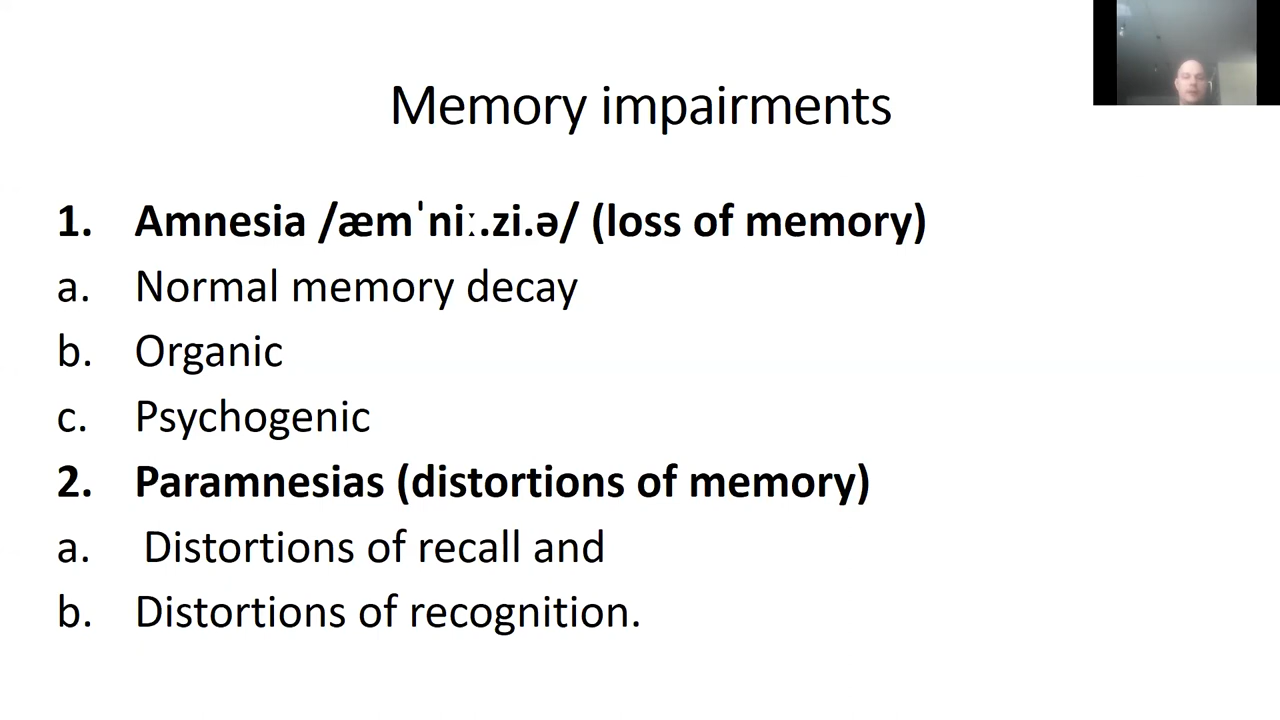 Memory impairments
1. Amnesia /æmˈniː.zi.ə/ (loss of memory)
a. Normal memory decay
b. Organic
c. Psychogenic
2. Paramnesias (distortions of memory)
a. Distortions of recall and
b. Distortions of recognition.